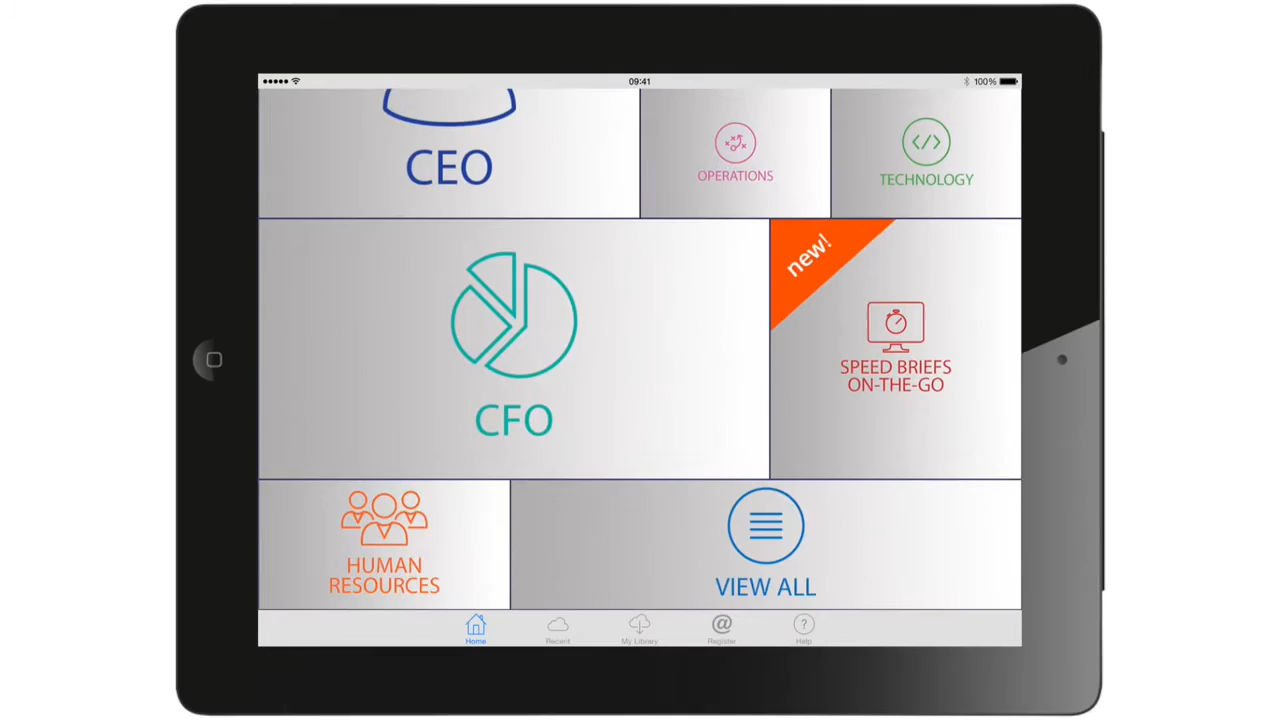 09:41
100%
CEO
OPERATIONS
TECHNOLOGY
CFO
new!
SPEED BRIEFS
ON-THE-GO
HUMAN
RESOURCES
VIEW ALL
Home
Recent
My Library
@
Register
?
Help